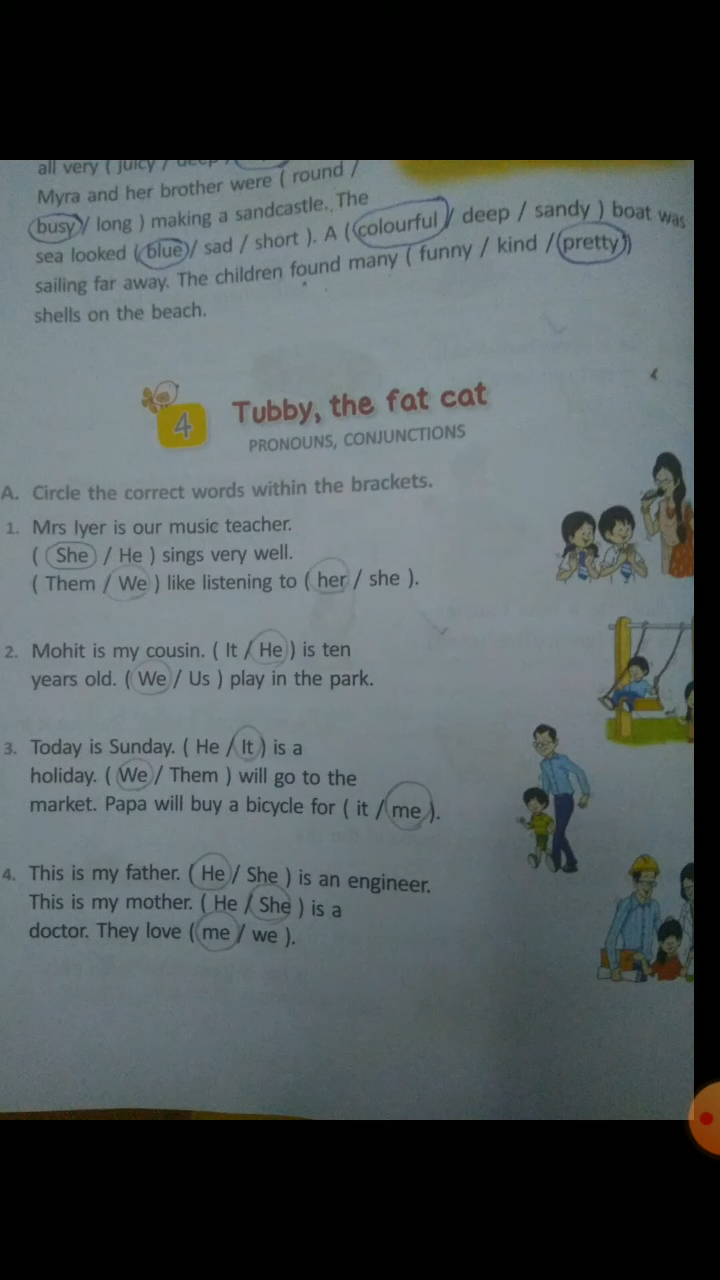 all very ( juicy / deep /
Myra and her brother were ( round /
busy / long ) making a sandcastle. The
sea looked ( blue / sad / short ). A ( colourful / deep / sandy ) boat was
sailing far away. The children found many ( funny / kind / pretty )
shells on the beach.
4
Tubby, the fat cat
PRONOUNS, CONJUNCTIONS
A. Circle the correct words within the brackets.
1. Mrs Iyer is our music teacher.
( She / He ) sings very well.
( Them / We ) like listening to ( her / she ).
2. Mohit is my cousin. ( It / He ) is ten
years old. ( We / Us ) play in the park.
3. Today is Sunday. ( He / It ) is a
holiday. ( We / Them ) will go to the
market. Papa will buy a bicycle for ( it / me ).
4. This is my father. ( He / She ) is an engineer.
This is my mother. ( He / She ) is a
doctor. They love ( me / we ).